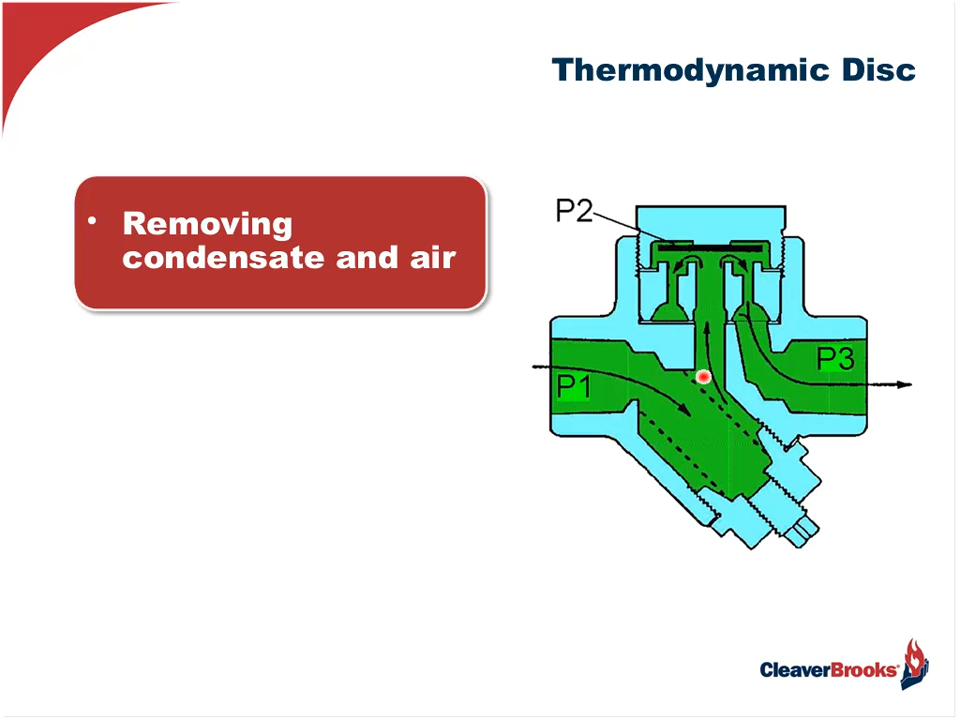 Thermodynamic Disc
• Removing
condensate and air
P2
P1
P3
CleaverBrooks®